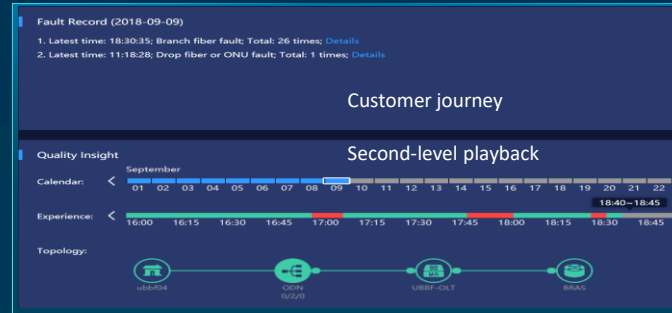 Fault Record (2018-09-09)
1. Latest time: 18:30:35; Branch fiber fault; Total: 26 times; Details
2. Latest time: 11:18:28; Drop fiber or ONU fault; Total: 1 times; Details
Customer journey
Quality Insight
Second-level playback
September
Calendar: < 01 02 03 04 05 06 07 08 09 10 11 12 13 14 15 16 17 18 19 20 21 22
18:40~18:45
Experience: < 16:00 16:15 16:30 16:45 17:00 17:15 17:30 17:45 18:00 18:15 18:30 18:45
Topology:
ubbf04 ODN UBBF-OLT BRAS
0/2/0